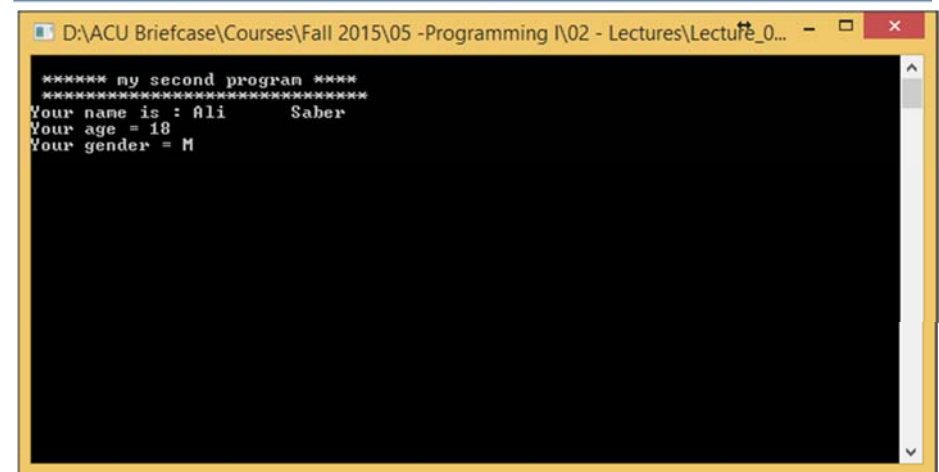 D:\ACU Briefcase\Courses\Fall 2015\05 -Programming I\02 - Lectures\Lecture_0...
****** my second program ****
******************************
Your name is : Ali      Saber
Your age = 18
Your gender = M